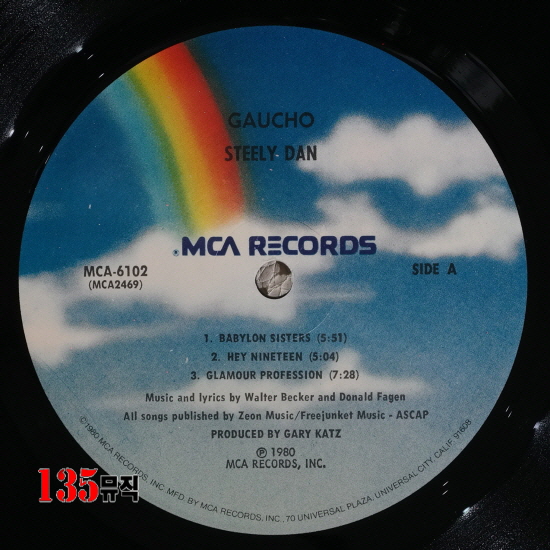 GAUCHO
STEELY DAN
®MCA RECORDS
MCA-6102
(MCA2469)
SIDE A
1. BABYLON SISTERS (5:51)
2. HEY NINETEEN (5:04)
3. GLAMOUR PROFESSION (7:28)
Music and lyrics by Walter Becker and Donald Fagen
All songs published by Zeon Music/Freejunket Music - ASCAP
PRODUCED BY GARY KATZ
℗ 1980
MCA RECORDS, INC.
©1980 MCA RECORDS, INC. MFD. BY MCA RECORDS, INC., 70 UNIVERSAL PLAZA, UNIVERSAL CITY, CALIF. 91608
135뮤직